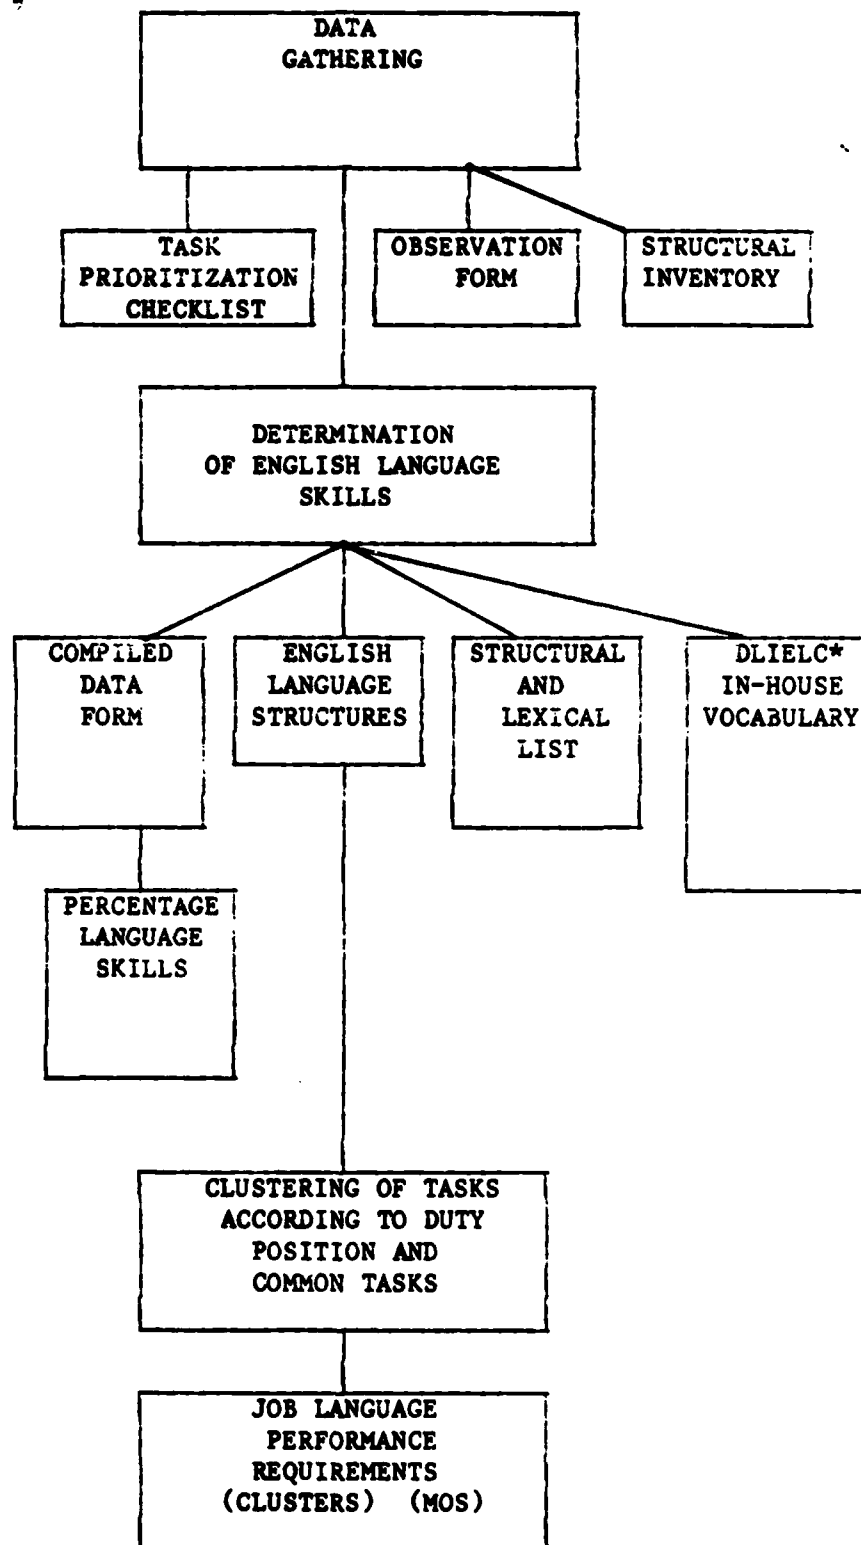 DATA
GATHERING
TASK
PRIORITIZATION
CHECKLIST
OBSERVATION
FORM
STRUCTURAL
INVENTORY
DETERMINATION
OF ENGLISH LANGUAGE
SKILLS
COMPILED
DATA
FORM
ENGLISH
LANGUAGE
STRUCTURES
STRUCTURAL
AND
LEXICAL
LIST
DLIELC*
IN-HOUSE
VOCABULARY
PERCENTAGE
LANGUAGE
SKILLS
CLUSTERING OF TASKS
ACCORDING TO DUTY
POSITION AND
COMMON TASKS
JOB LANGUAGE
PERFORMANCE
REQUIREMENTS
(CLUSTERS) (MOS)